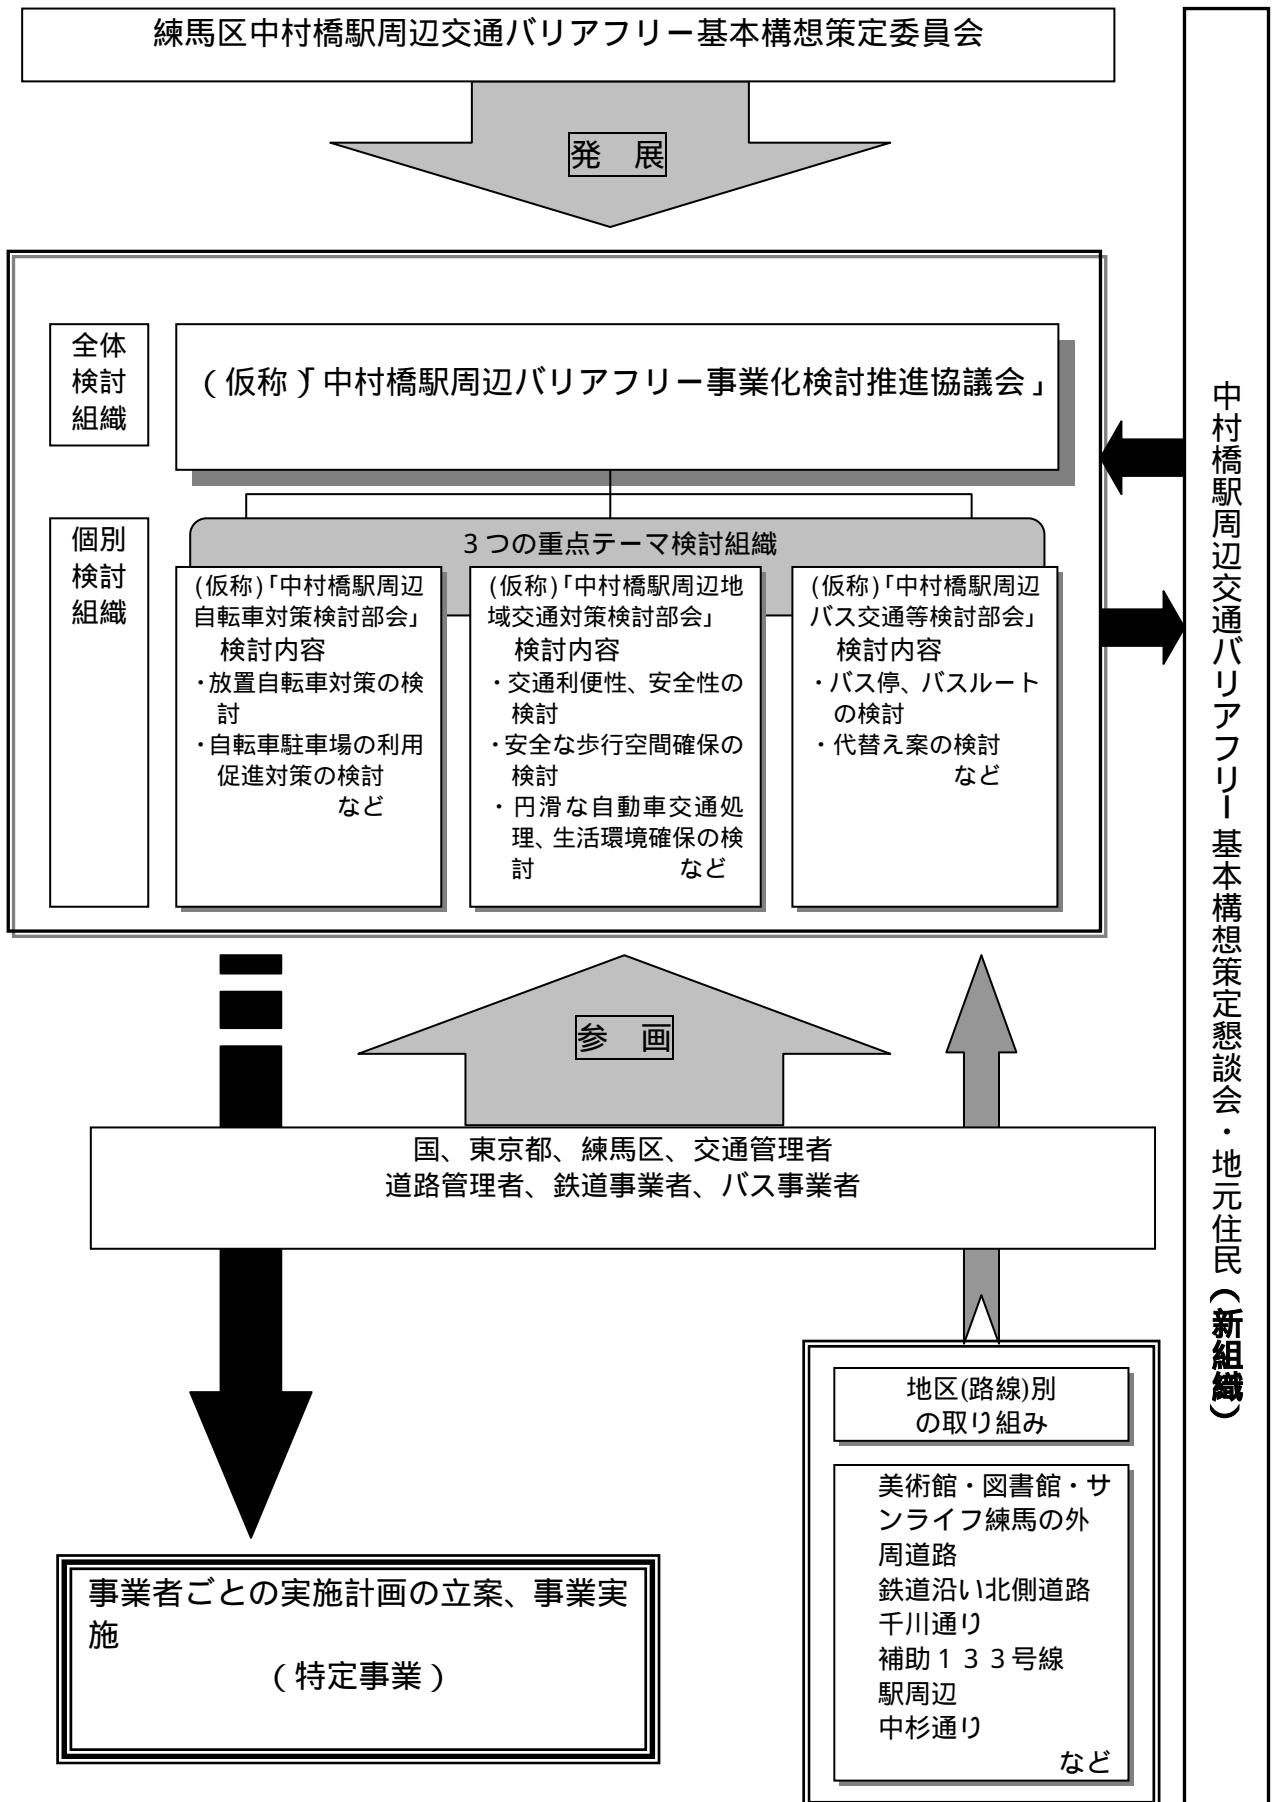 練馬区中村橋駅周辺交通バリアフリー基本構想策定委員会
発 展
全体
検討
組織
(仮称)「中村橋駅周辺バリアフリー事業化検討推進協議会」
個別
検討
組織
3つの重点テーマ検討組織
(仮称)「中村橋駅周辺
自転車対策検討部会」
検討内容
・放置自転車対策の検
討
・自転車駐車場の利用
促進対策の検討
など
(仮称)「中村橋駅周辺地
域交通対策検討部会」
検討内容
・交通利便性、安全性の
検討
・安全な歩行空間確保の
検討
・円滑な自動車交通処
理、生活環境確保の検
討 など
(仮称)「中村橋駅周辺
バス交通等検討部会」
検討内容
・バス停、バスルート
の検討
・代替え案の検討
など
中村橋駅周辺交通バリアフリー基本構想策定懇談会・地元住民(新組織)
参 画
国、東京都、練馬区、交通管理者
道路管理者、鉄道事業者、バス事業者
地区(路線)別
の取り組み
美術館・図書館・サ
ンライフ練馬の外
周道路
鉄道沿い北側道路
千川通り
補助133号線
駅周辺
中杉通り
など
事業者ごとの実施計画の立案、事業実
施
(特定事業)